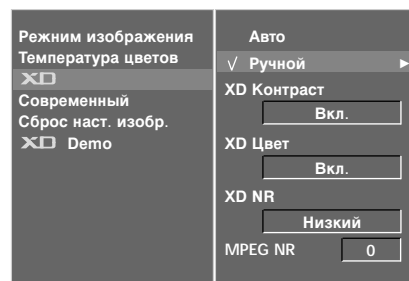 Режним изображения
Температура цветов
XD
Современный
Сброс наст. изобр.
XD Demo
Авто
√ Ручной ►
XD Контраст
Вкл.
XD Цвет
Вкл.
XD NR
Низкий
MPEG NR 0